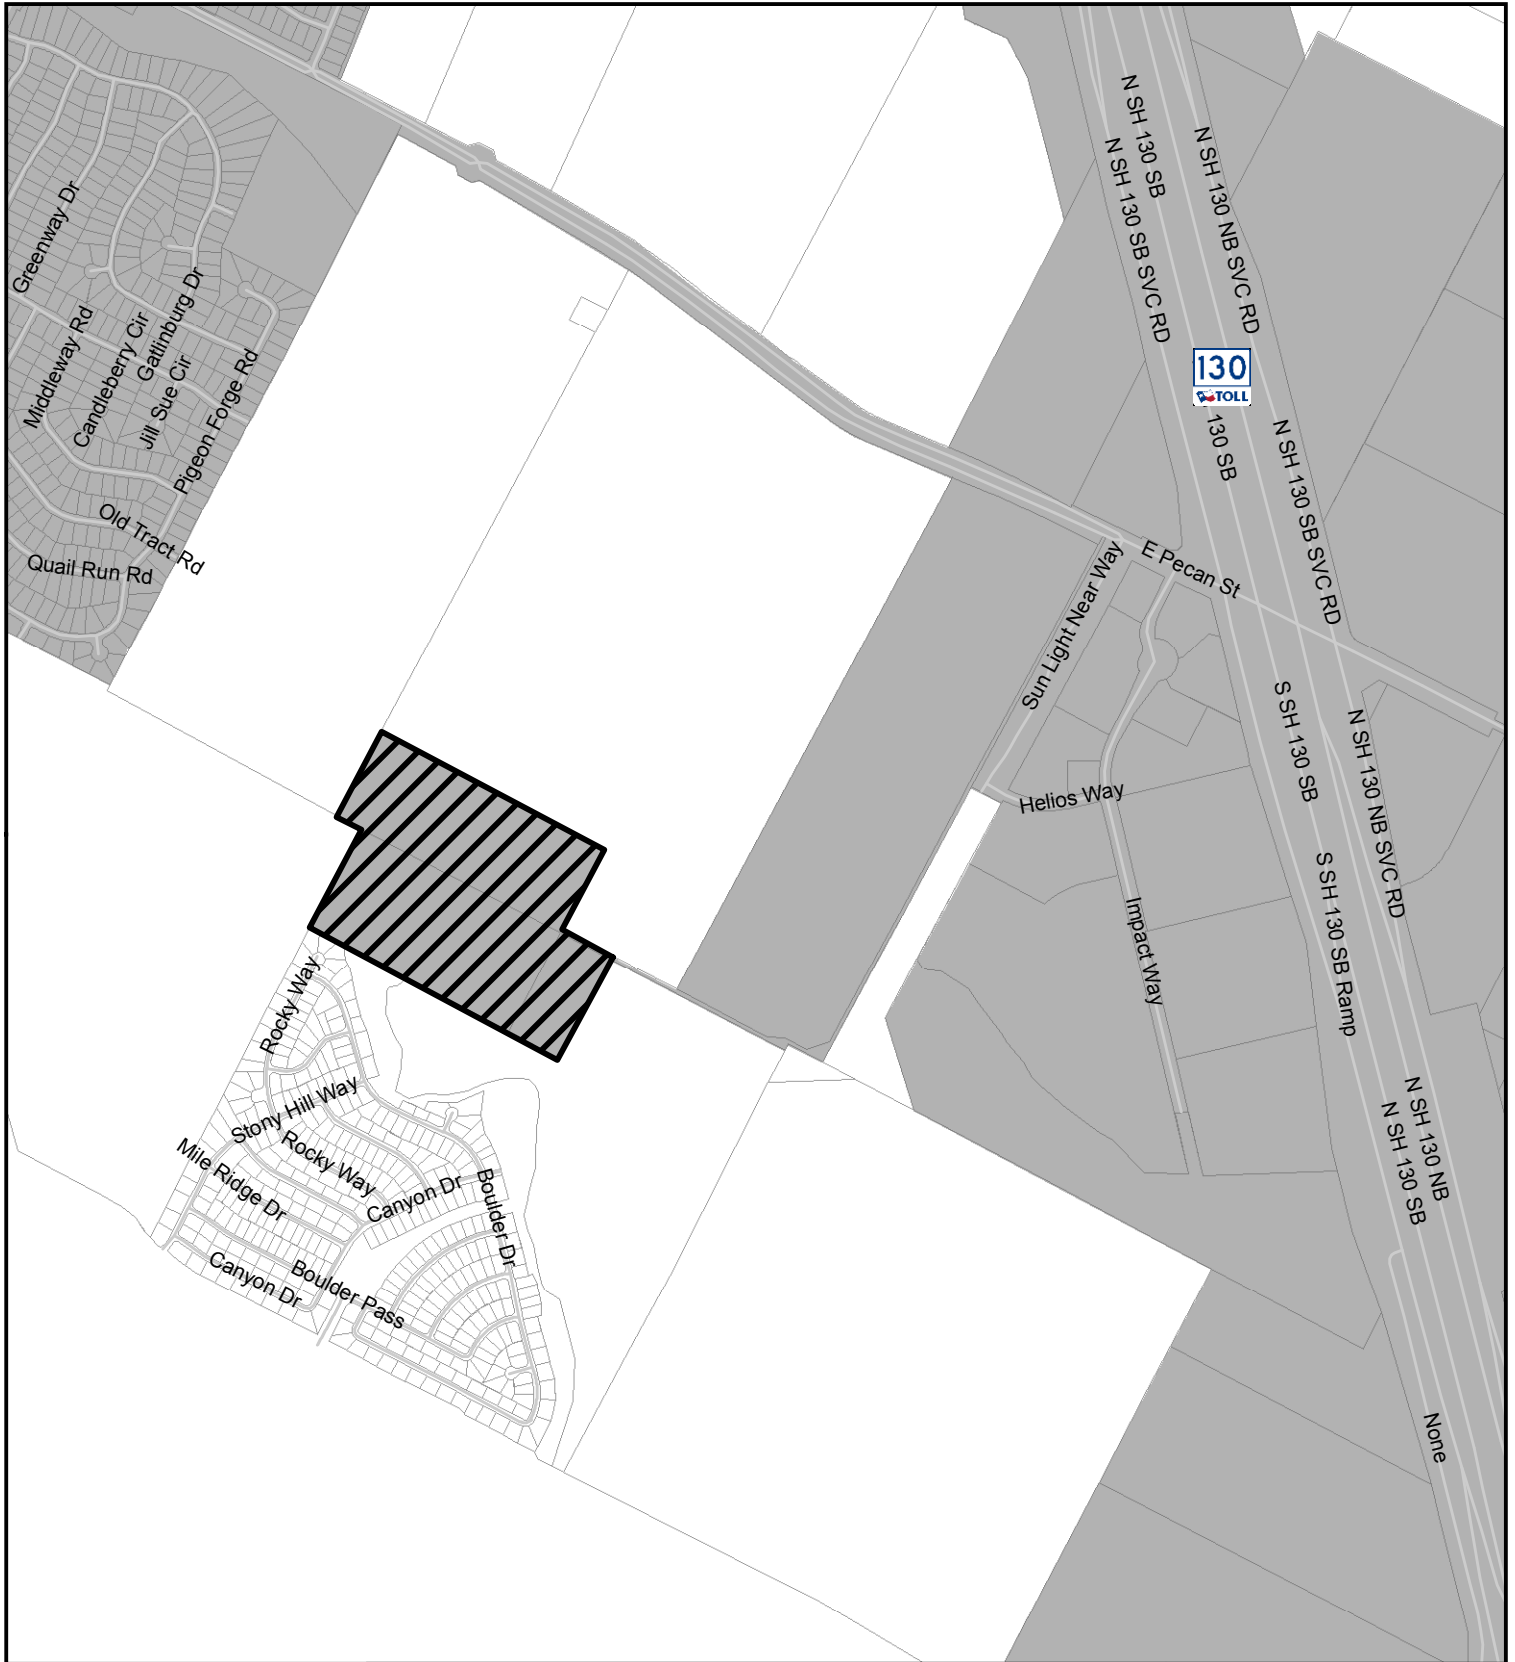 N SH 130 SB
N SH 130 SB SVC RD
N SH 130 NB SVC RD
Greenway Dr
Gatlinburg Dr
Middleway Rd
Candleberry Cir
Jill Sue Cir
Pigeon Forge Rd
130
TOLL
130 SB
N SH 130 SB SVC RD
Old Tract Rd
Quail Run Rd
E Pecan St
Sun Light Near Way
S SH 130 SB
N SH 130 NB SVC RD
Helios Way
S SH 130 SB Ramp
Impact Way
Rocky Way
Stony Hill Way
Rocky Way
Mile Ridge Dr
Canyon Dr
Boulder Dr
N SH 130 NB
N SH 130 SB
Canyon Dr
Boulder Pass
None